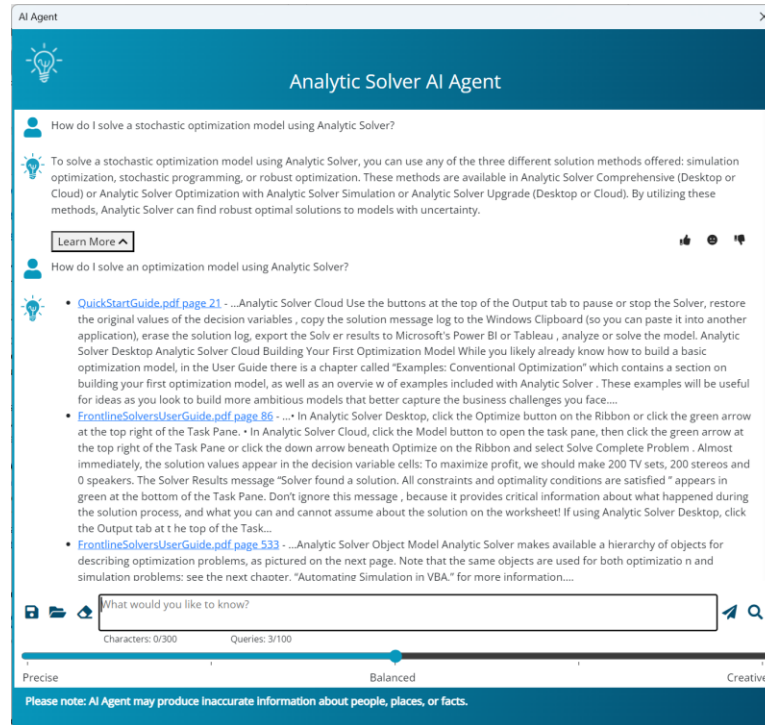 AI Agent
Analytic Solver AI Agent
How do I solve a stochastic optimization model using Analytic Solver?
To solve a stochastic optimization model using Analytic Solver, you can use any of the three different solution methods offered: simulation
optimization, stochastic programming, or robust optimization. These methods are available in Analytic Solver Comprehensive (Desktop or
Cloud) or Analytic Solver Optimization with Analytic Solver Simulation or Analytic Solver Upgrade (Desktop or Cloud). By utilizing these
methods, Analytic Solver can find robust optimal solutions to models with uncertainty.
Learn More
How do I solve an optimization model using Analytic Solver?
• QuickStartGuide.pdf page 21 - ...Analytic Solver Cloud Use the buttons at the top of the Output tab to pause or stop the Solver, restore
the original values of the decision variables , copy the solution message log to the Windows Clipboard (so you can paste it into another
application), erase the solution log, export the Solv er results to Microsoft's Power BI or Tableau , analyze or solve the model. Analytic
Solver Desktop Analytic Solver Cloud Building Your First Optimization Model While you likely already know how to build a basic
optimization model, in the User Guide there is a chapter called “Examples: Conventional Optimization” which contains a section on
building your first optimization model, as well as an overvie w of examples included with Analytic Solver . These examples will be useful
for ideas as you look to build more ambitious models that better capture the business challenges you face....
• FrontlineSolversUserGuide.pdf page 86 - ...• In Analytic Solver Desktop, click the Optimize button on the Ribbon or click the green arrow
at the top right of the Task Pane. • In Analytic Solver Cloud, click the Model button to open the task pane, then click the green arrow at
the top right of the Task Pane or click the down arrow beneath Optimize on the Ribbon and select Solve Complete Problem . Almost
immediately, the solution values appear in the decision variable cells: To maximize profit, we should make 200 TV sets, 200 stereos and
0 speakers. The Solver Results message “Solver found a solution. All constraints and optimality conditions are satisfied ” appears in
green at the bottom of the Task Pane. Don’t ignore this message , because it provides critical information about what happened during
the solution process, and what you can and cannot assume about the solution on the worksheet! If using Analytic Solver Desktop, click
the Output tab at t he top of the Task...
• FrontlineSolversUserGuide.pdf page 533 - ...Analytic Solver Object Model Analytic Solver makes available a hierarchy of objects for
describing optimization problems, as pictured on the next page. Note that the same objects are used for both optimizatio n and
simulation problems: see the next chapter. “Automating Simulation in VBA.” for more information....
What would you like to know?
Characters: 0/300 Queries: 3/100
Precise Balanced Creative
Please note: AI Agent may produce inaccurate information about people, places, or facts.